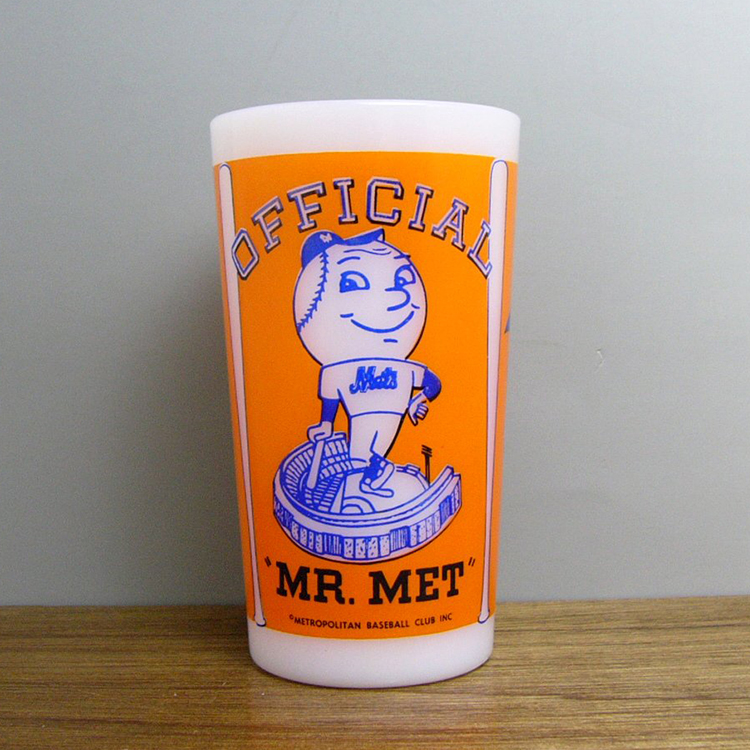 OFFICIAL
Mets
"MR. MET"
©METROPOLITAN BASEBALL CLUB INC